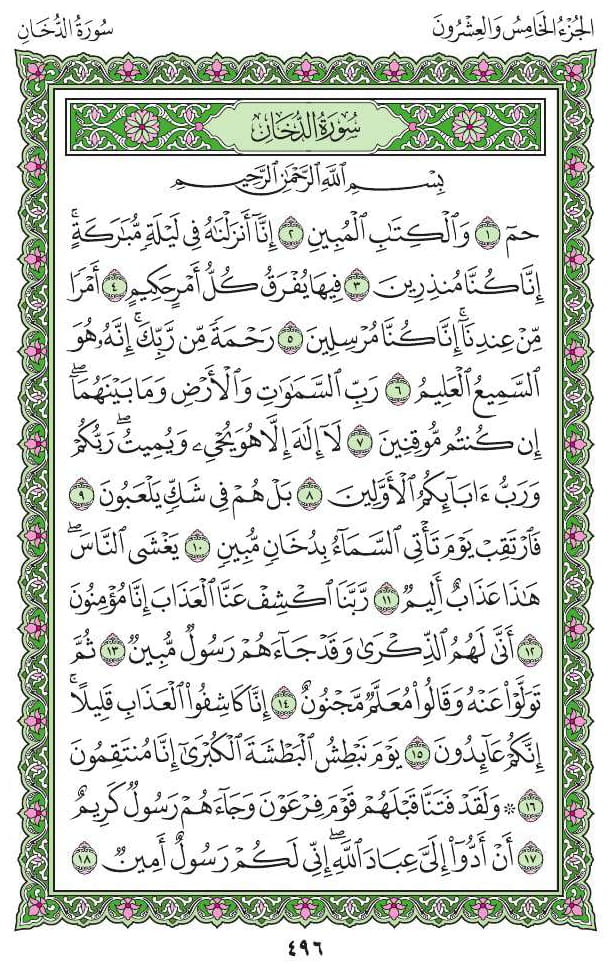 الجُزْءُ الخَامِسُ وَالعِشْرُونَ
سُورَةُ الدُّخَانِ
سُورَةُ الدُّخَانِ
بِسْمِ ٱللَّهِ ٱلرَّحْمَٰنِ ٱلرَّحِيمِ
حمٓ ١ وَٱلْكِتَٰبِ ٱلْمُبِينِ ٢ إِنَّآ أَنزَلْنَٰهُ فِى لَيْلَةٍ مُّبَٰرَكَةٍۚ
إِنَّا كُنَّا مُنذِرِينَ ٣ فِيهَا يُفْرَقُ كُلُّ أَمْرٍ حَكِيمٍ ٤ أَمْرًا
مِّنْ عِندِنَآۚ إِنَّا كُنَّا مُرْسِلِينَ ٥ رَحْمَةً مِّن رَّبِّكَۚ إِنَّهُۥ هُوَ
ٱلسَّمِيعُ ٱلْعَلِيمُ ٦ رَبِّ ٱلسَّمَٰوَٰتِ وَٱلْأَرْضِ وَمَا بَيْنَهُمَآۖ
إِن كُنتُم مُّوقِنِينَ ٧ لَآ إِلَٰهَ إِلَّا هُوَ يُحْىِۦ وَيُمِيتُۖ رَبُّكُمْ
وَرَبُّ ءَابَآئِكُمُ ٱلْأَوَّلِينَ ٨ بَلْ هُمْ فِى شَكٍّ يَلْعَبُونَ ٩
فَٱرْتَقِبْ يَوْمَ تَأْتِى ٱلسَّمَآءُ بِدُخَانٍ مُّبِينٍ ١٠ يَغْشَى ٱلنَّاسَۖ
هَٰذَا عَذَابٌ أَلِيمٌ ١١ رَّبَّنَا ٱكْشِفْ عَنَّا ٱلْعَذَابَ إِنَّا مُؤْمِنُونَ
١٢ أَنَّىٰ لَهُمُ ٱلذِّكْرَىٰ وَقَدْ جَآءَهُمْ رَسُولٌ مُّبِينٌ ١٣ ثُمَّ
تَوَلَّوْا۟ عَنْهُ وَقَالُوا۟ مُعَلَّمٌ مَّجْنُونٌ ١٤ إِنَّا كَاشِفُوا۟ ٱلْعَذَابِ قَلِيلًاۚ
إِنَّكُمْ عَآئِدُونَ ١٥ يَوْمَ نَبْطِشُ ٱلْبَطْشَةَ ٱلْكُبْرَىٰٓ إِنَّا مُنتَقِمُونَ
١٦ ۞ وَلَقَدْ فَتَنَّا قَبْلَهُمْ قَوْمَ فِرْعَوْنَ وَجَآءَهُمْ رَسُولٌ كَرِيمٌ
١٧ أَنْ أَدُّوٓا۟ إِلَىَّ عِبَادَ ٱللَّهِۖ إِنِّى لَكُمْ رَسُولٌ أَمِينٌ ١٨
٤٩٦